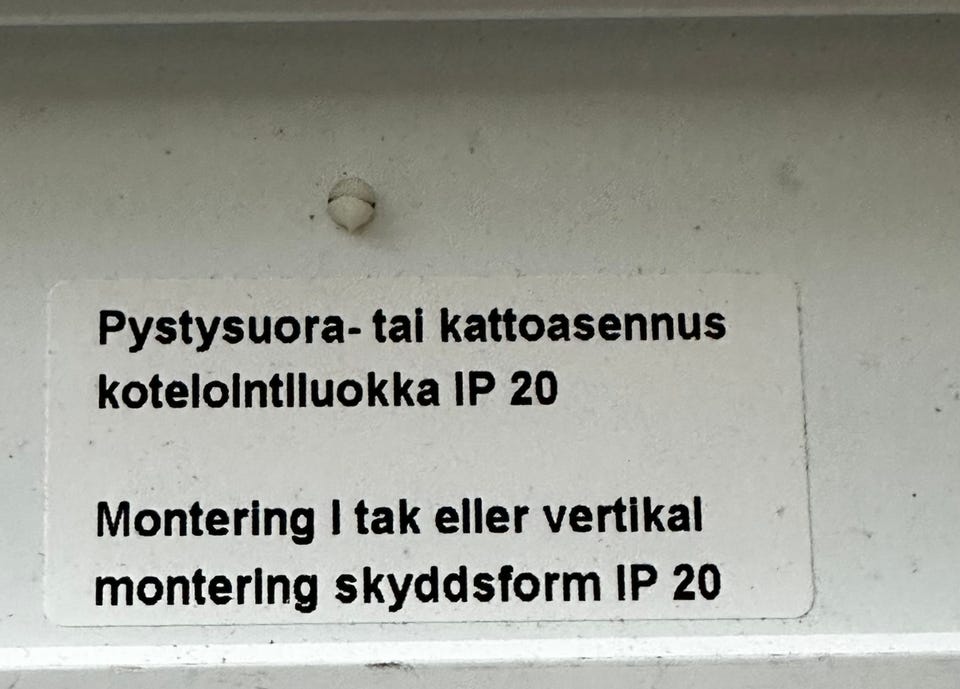 Pystysuora- tai kattoasennus
kotelointiluokka IP 20
Montering i tak eller vertikal
montering skyddsform IP 20